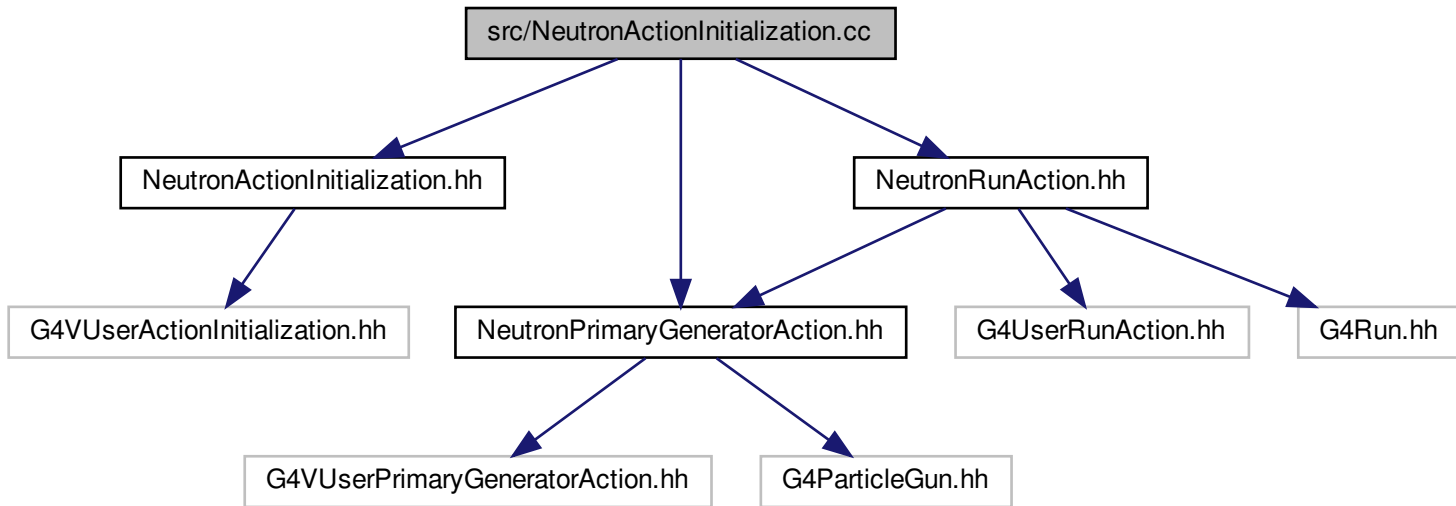 src/NeutronActionInitialization.cc
NeutronActionInitialization.hh
NeutronRunAction.hh
G4VUserActionInitialization.hh
NeutronPrimaryGeneratorAction.hh
G4UserRunAction.hh
G4Run.hh
G4VUserPrimaryGeneratorAction.hh
G4ParticleGun.hh